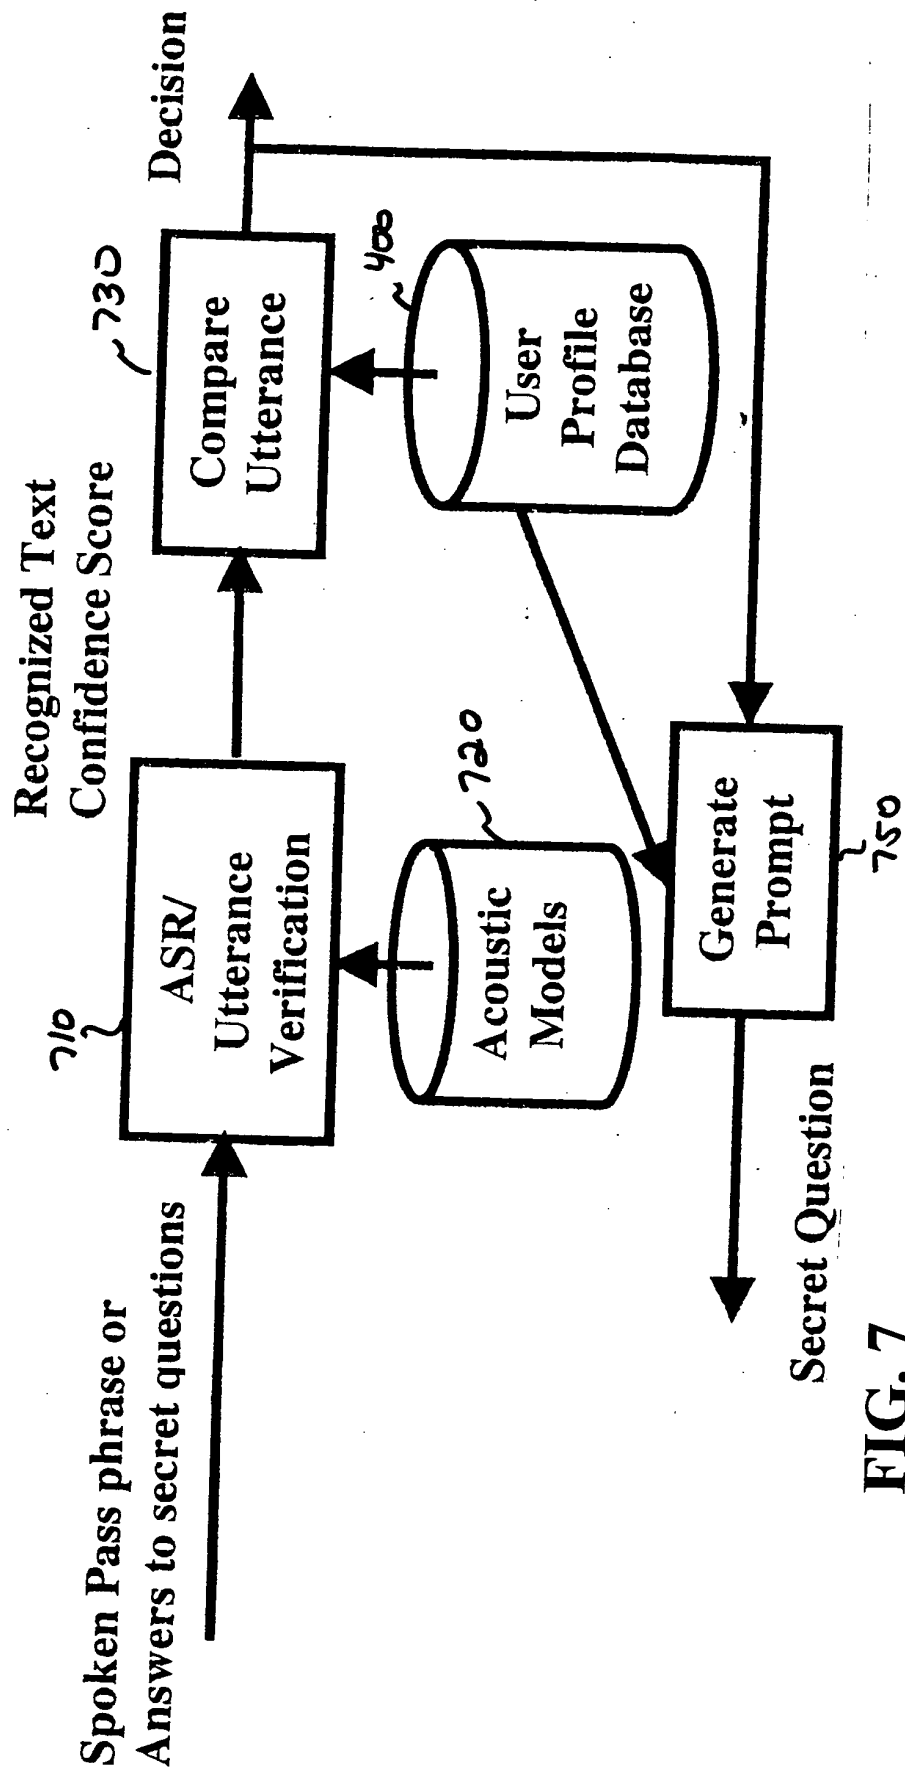 Recognized Text
Confidence Score
Decision
730
Compare
Utterance
710
ASR/
Utterance
Verification
Spoken Pass phrase or
Answers to secret questions
400
User
Profile
Database
720
Acoustic
Models
Generate
Prompt
750
Secret Question
FIG. 7